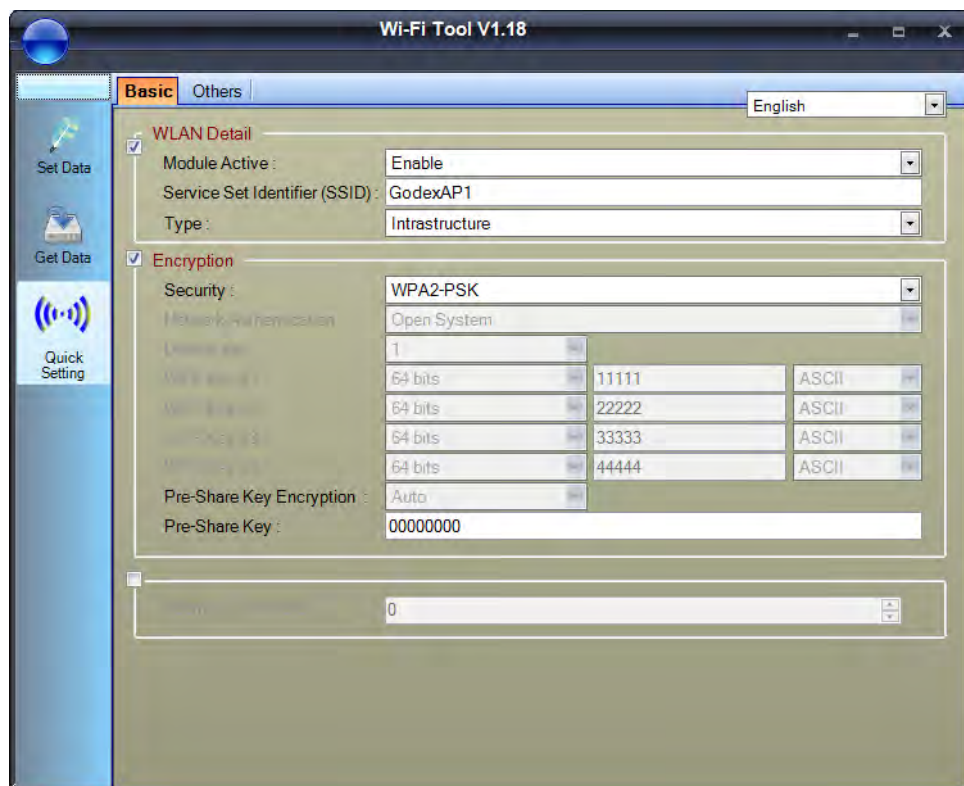 Wi-Fi Tool V1.18
Basic Others
English
WLAN Detail
Set Data
Module Active : Enable
Service Set Identifier (SSID) : GodexAP1
Type : Intrastructure
Get Data
Encryption
Security : WPA2-PSK
Open System
1
Quick
Setting
64 bits 11111 ASCII
64 bits 22222 ASCII
64 bits 33333 ASCII
64 bits 44444 ASCII
Pre-Share Key Encryption : Auto
Pre-Share Key : 00000000
0